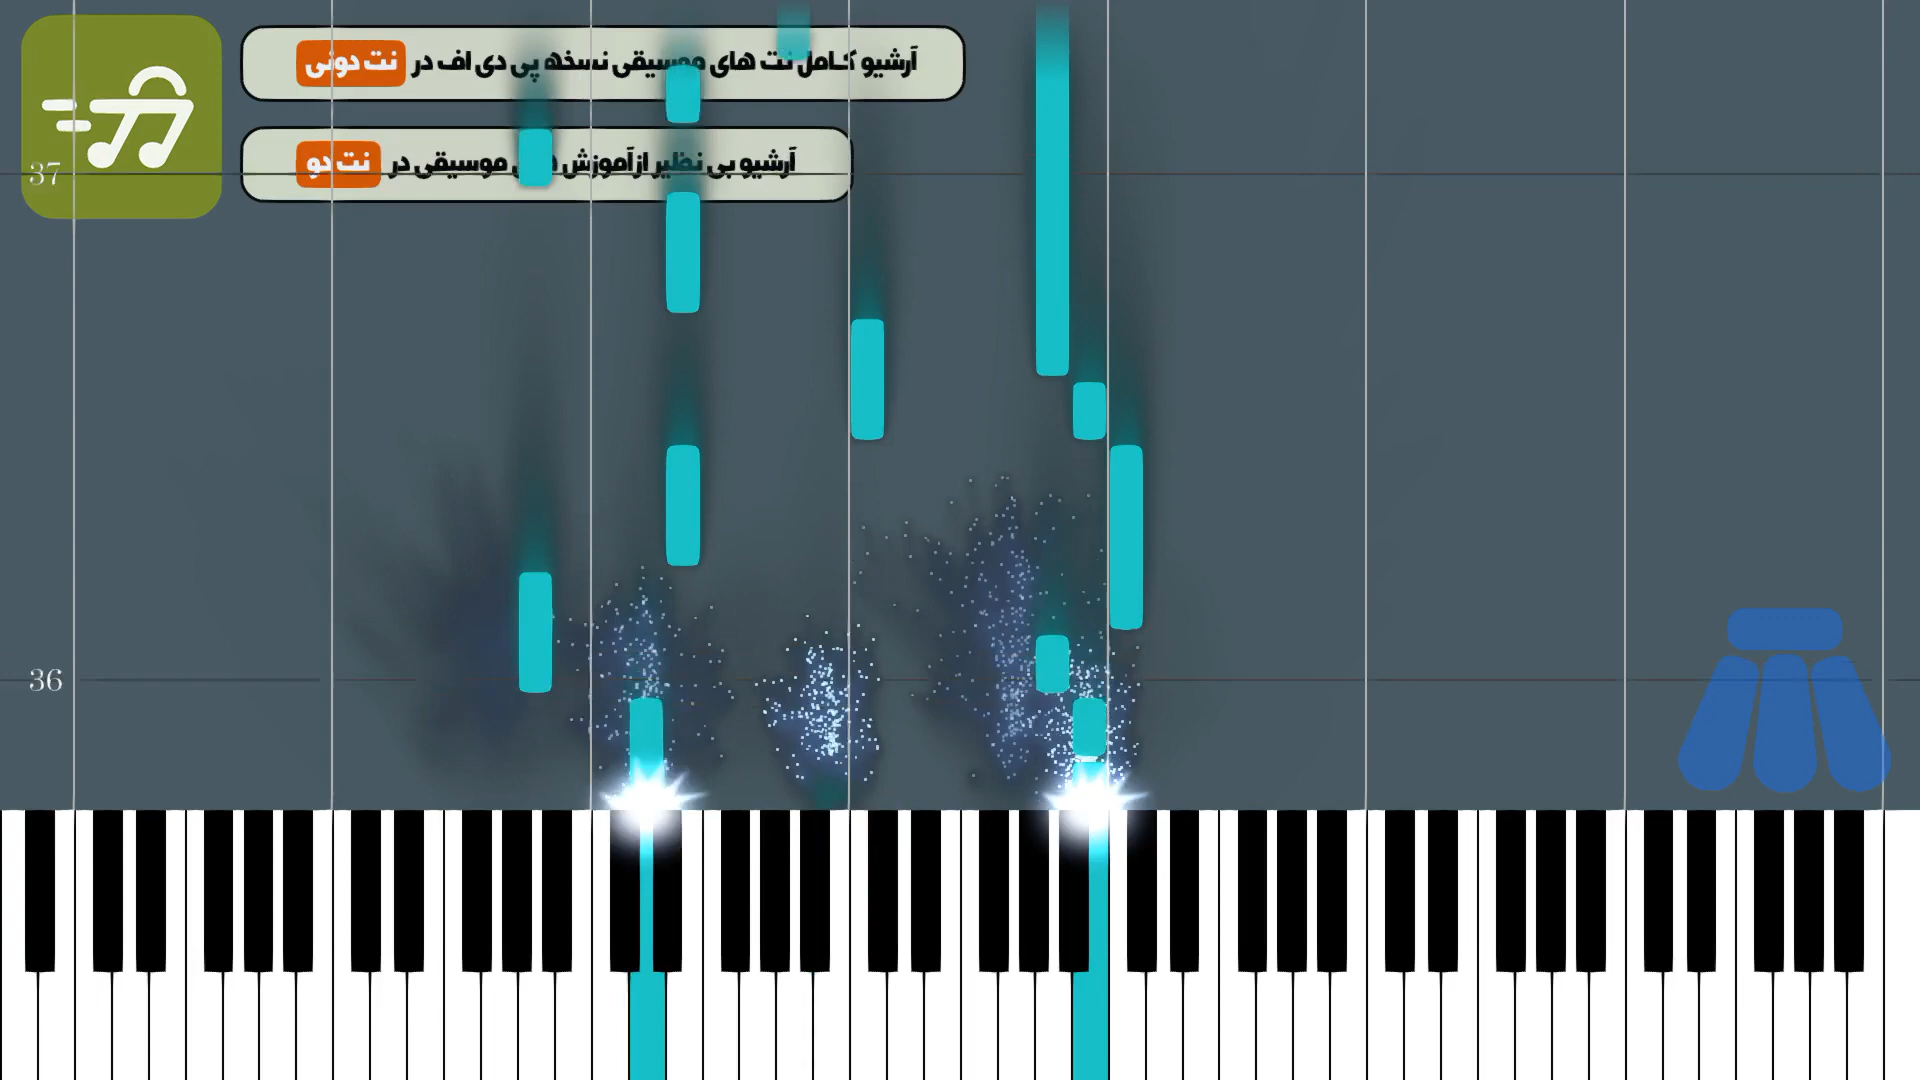 آرشیو کامل نت های موسیقی نسخه پی دی اف در نت دونی
آرشیو بی نظیر از آموزش های موسیقی در نت دو
37
36